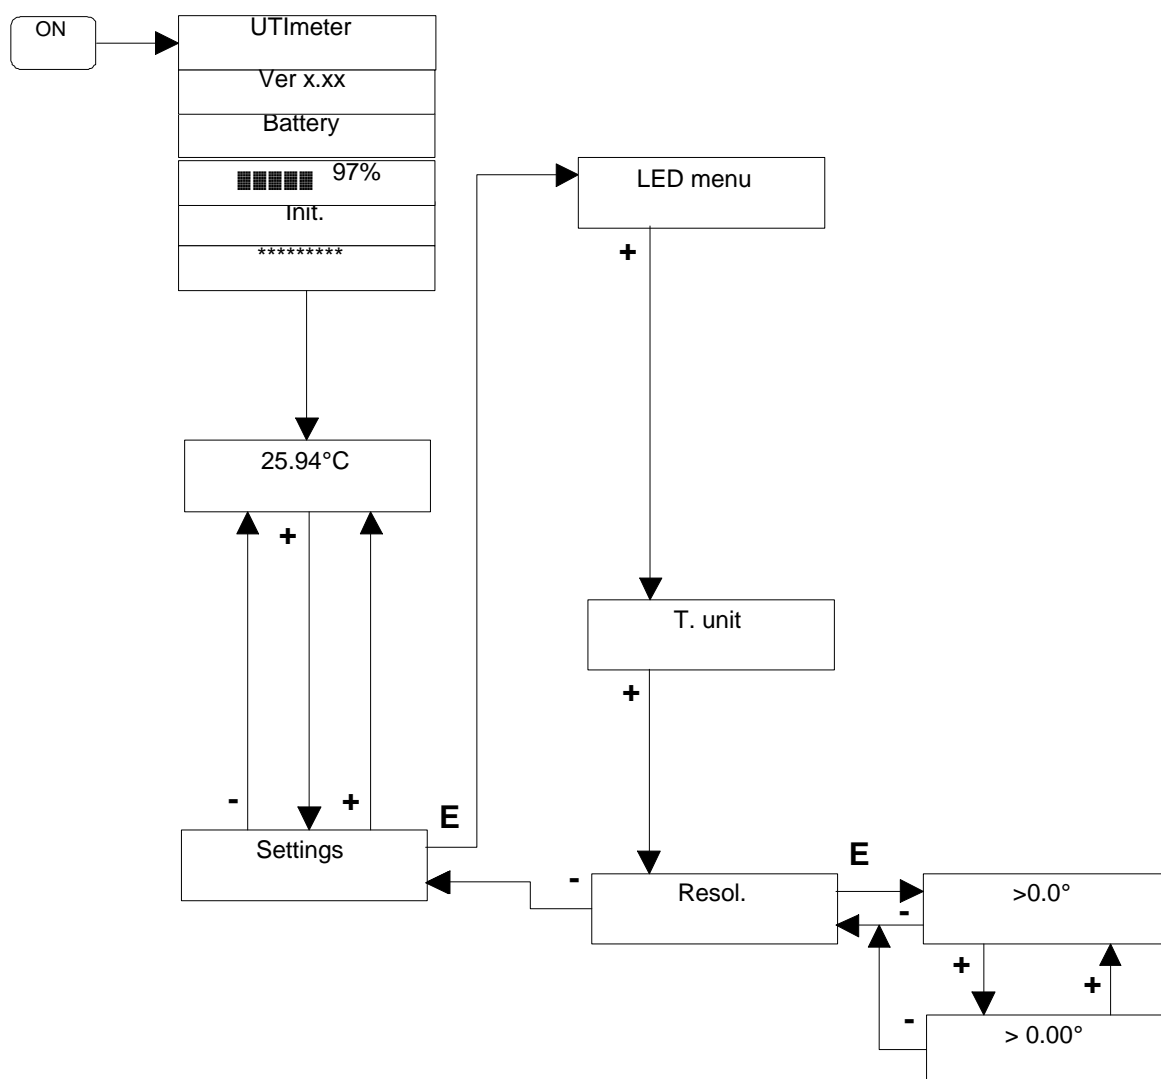 ON
UTImeter
Ver x.xx
Battery
97%
Init.
*********
LED menu
+
25.94°C
+
T. unit
+
-
+
E
Settings
E
-
Resol.
-
>0.0°
+
+
-
> 0.00°